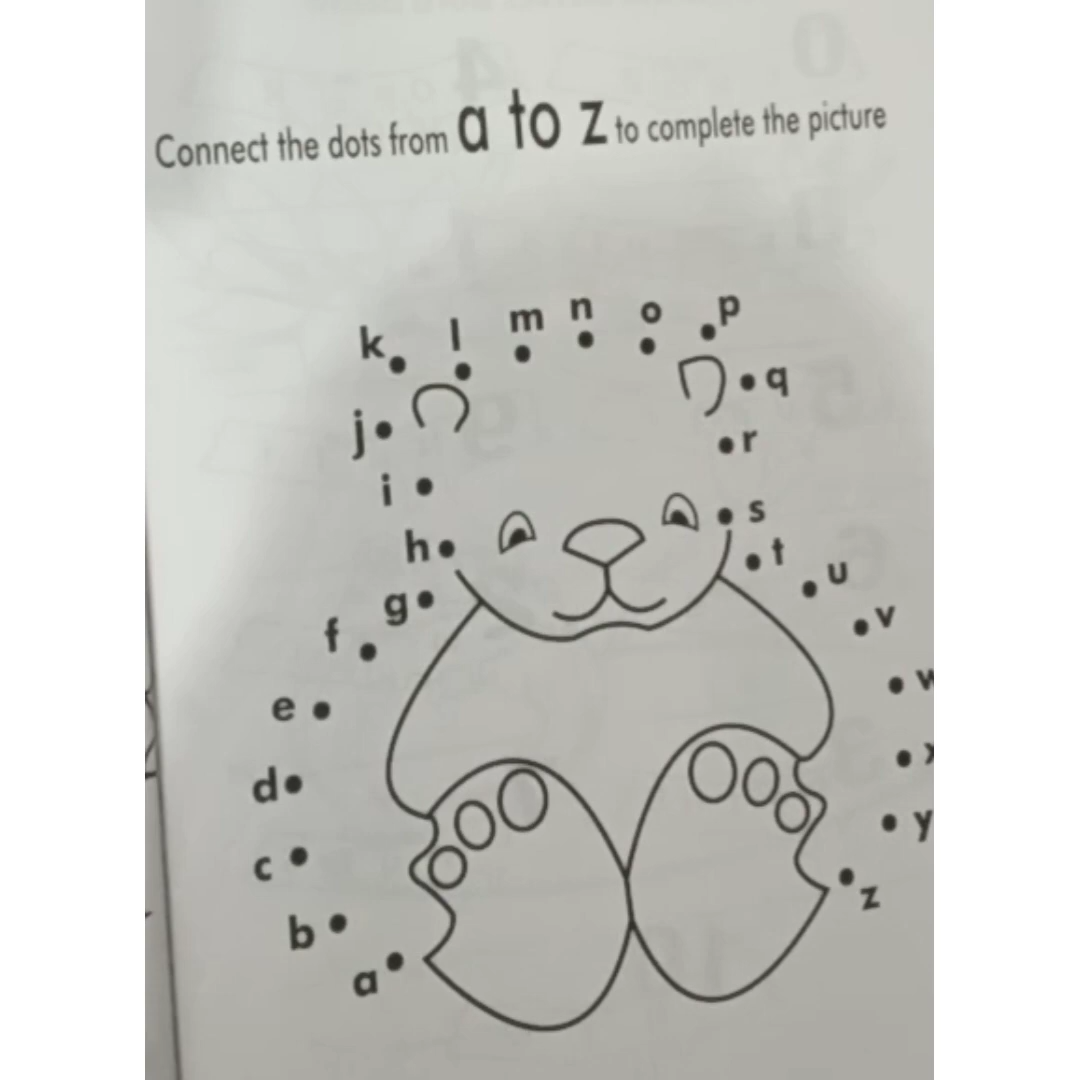 Connect the dots from a to z to complete the picture
k l m n o p
j q
i r
h s
g t
f u
e v
d w
c x
b y
a z